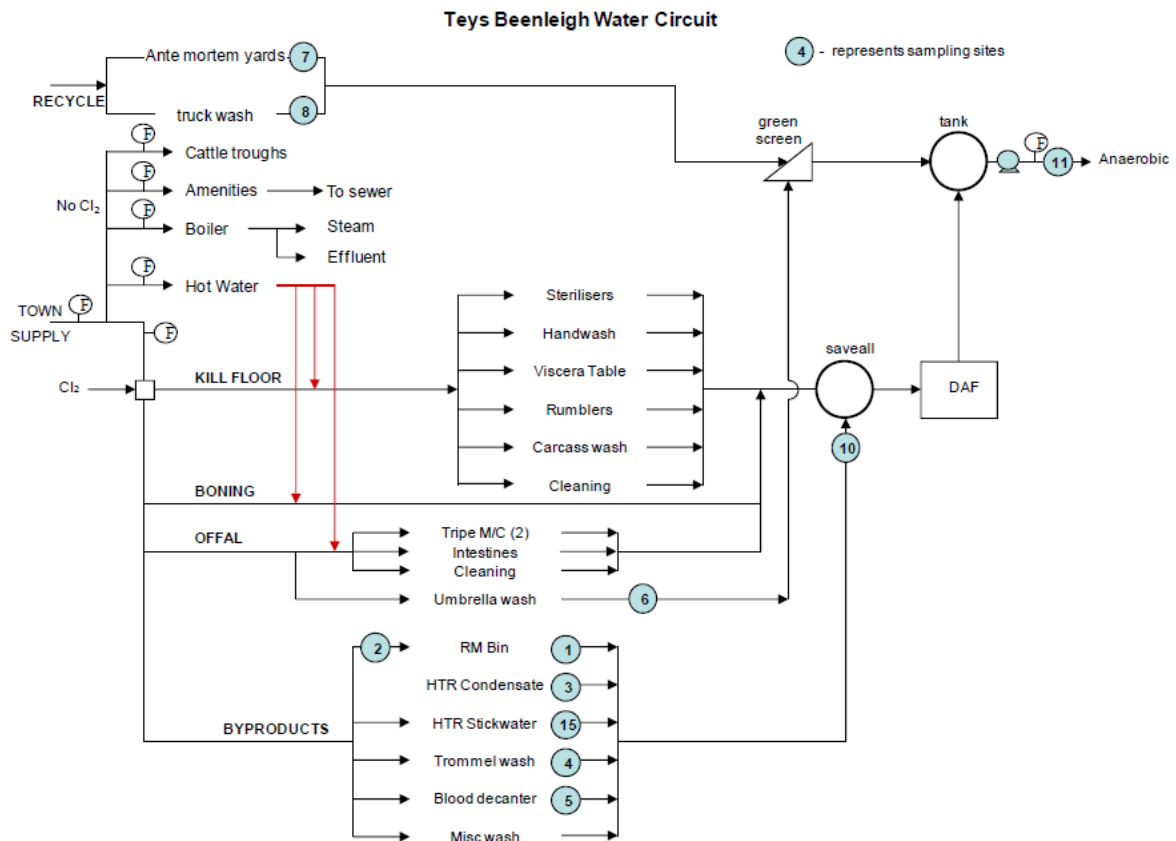 Teys Beenleigh Water Circuit
Ante mortem yards 7
4 - represents sampling sites
RECYCLE
truck wash 8
green
screen
tank
F
Cattle troughs
F
11 Anaerobic
F
Amenities
To sewer
No Cl₂
F
Boiler
Steam
Effluent
F
Hot Water
TOWN
SUPPLY
F
F
Sterilisers
Handwash
saveall
Cl₂
KILL FLOOR
Viscera Table
DAF
Rumblers
Carcass wash
10
Cleaning
BONING
OFFAL
Tripe M/C (2)
Intestines
Cleaning
Umbrella wash 6
2 RM Bin 1
HTR Condensate 3
BYPRODUCTS
HTR Stickwater 15
Trommel wash 4
Blood decanter 5
Misc wash